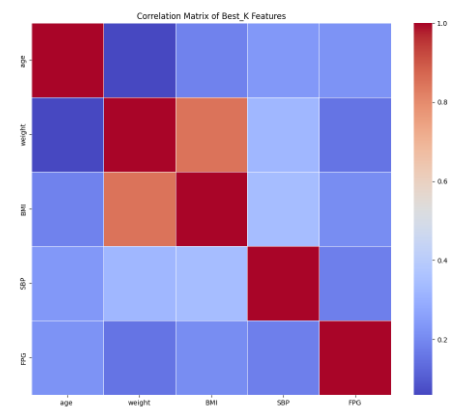 Correlation Matrix of Best_K Features
age
weight
BMI
SBP
FPG
age weight BMI SBP FPG
1.0
0.8
0.6
0.4
0.2